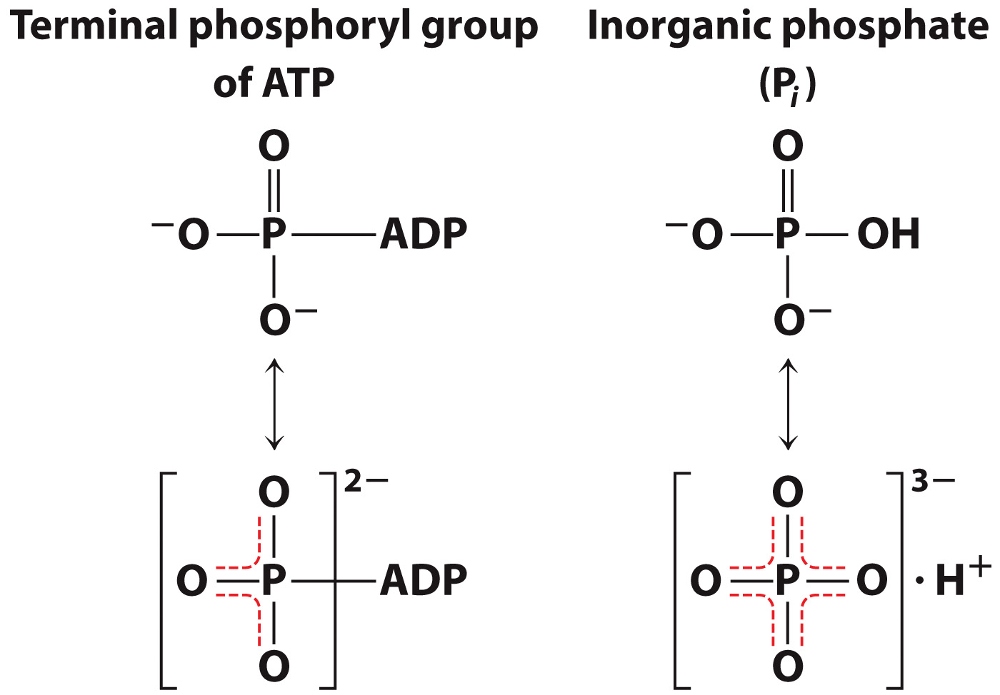 Terminal phosphoryl group Inorganic phosphate
of ATP (Pi)
O O
−O P ADP −O P OH
O− O−
2− 3−
O O
O P ADP O P O · H+
O O